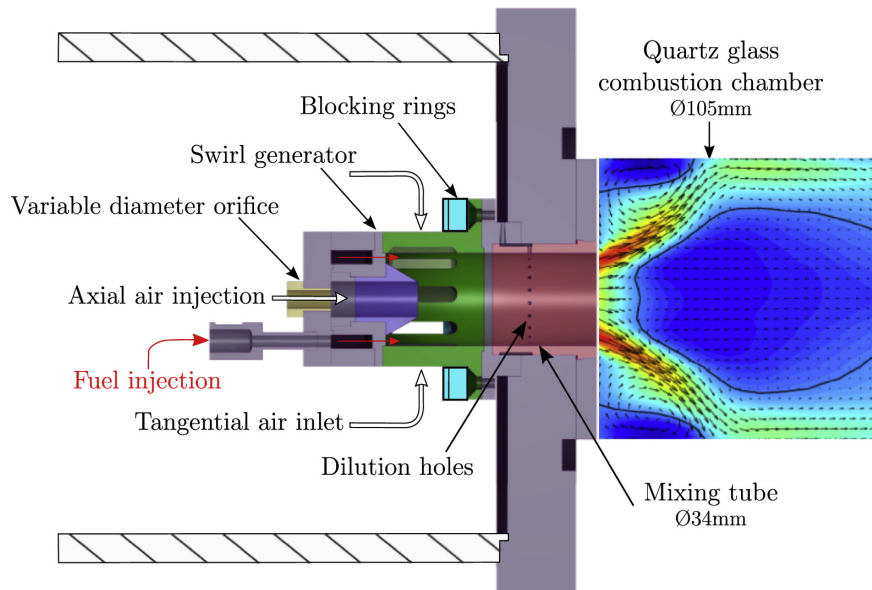 Quartz glass
combustion chamber
Ø105mm
Blocking rings
Swirl generator
Variable diameter orifice
Axial air injection
Fuel injection
Tangential air inlet
Dilution holes
Mixing tube
Ø34mm